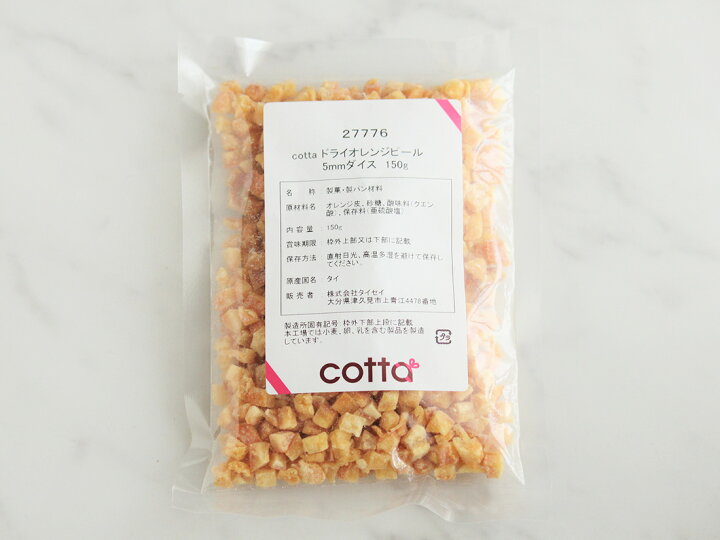 27776
cotta ドライオレンジピール
5mmダイス 150g
名 称 製菓・製パン材料
原材料名 オレンジ皮、砂糖、酸味料(クエン
酸)、保存料(亜硫酸塩)
内容量 :150g
賞味期限 枠外上部又は下部に記載
保存方法 直射日光、高温多湿を避けて保存し
てください。
原産国名 タイ
販売者 株式会社タイセイ
大分県津久見市上青江4478番地
製造所固有記号:枠外下部上段に記載
本工場では小麦、卵、乳を含む製品を製造
しています。
プラ
cotta